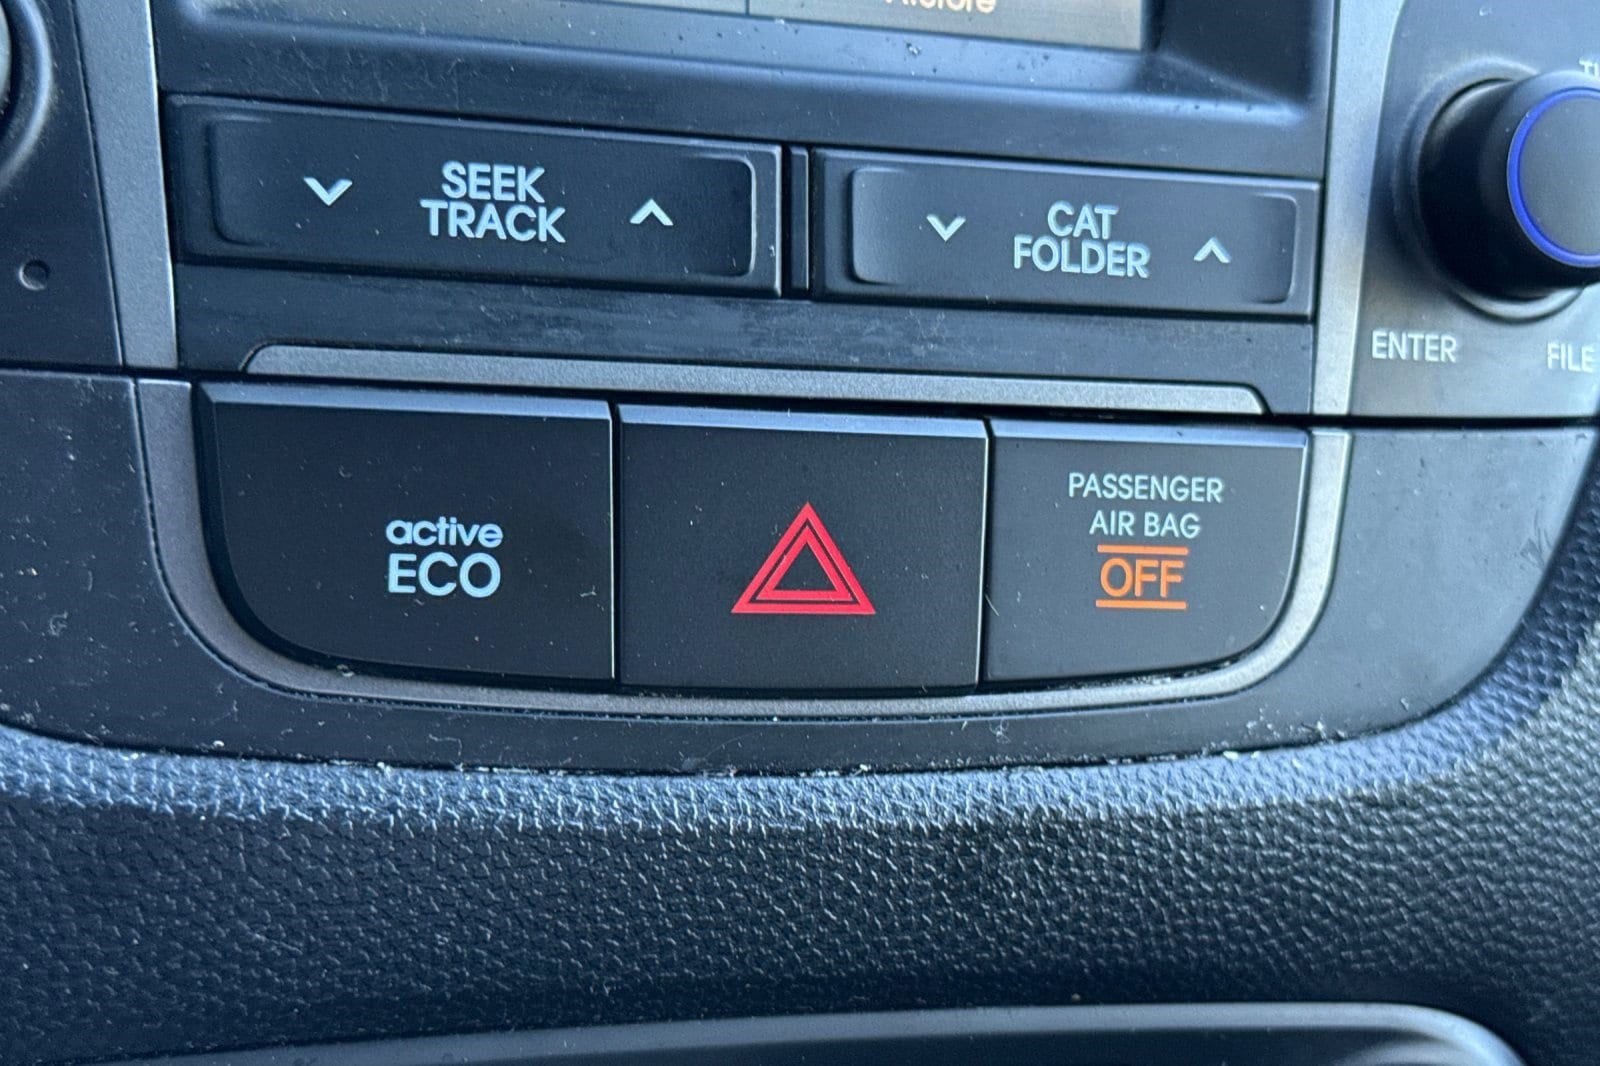 SEEK
TRACK
CAT
FOLDER
ENTER
FILE
active
ECO
PASSENGER
AIR BAG
OFF